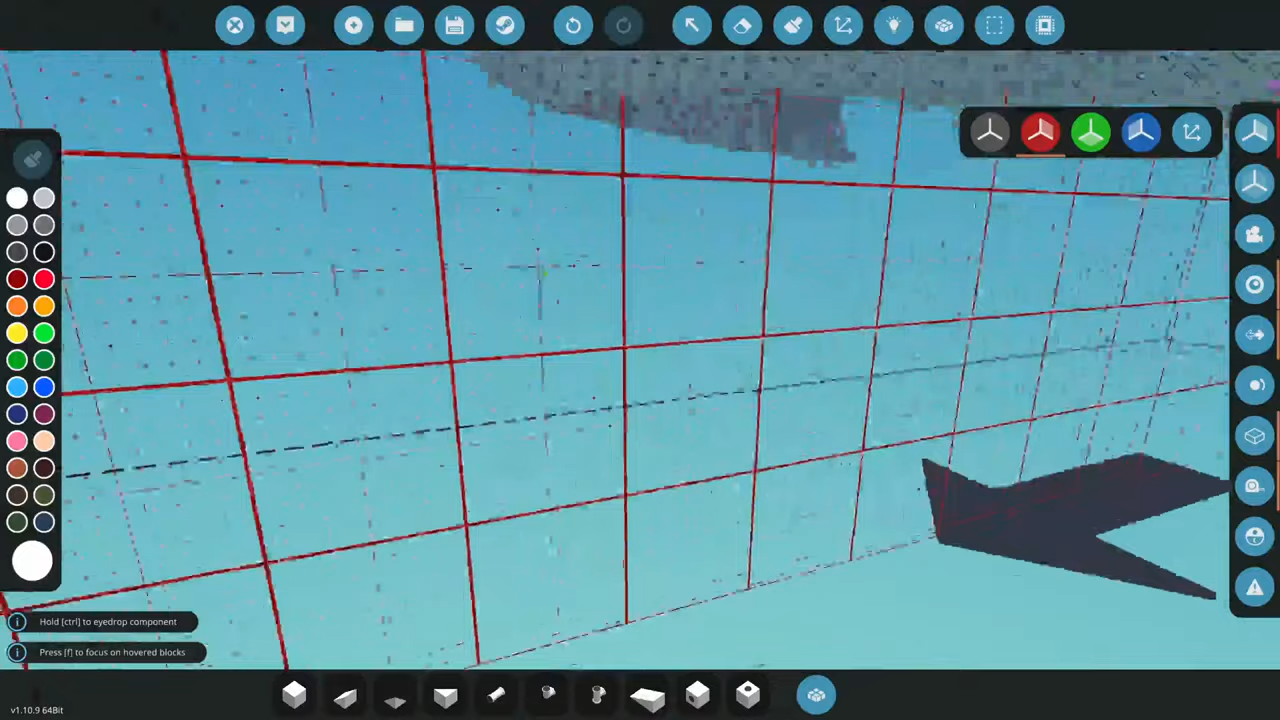 Hold [ctrl] to eyedrop component
Press [f] to focus on hovered blocks
v1.10.9 64Bit